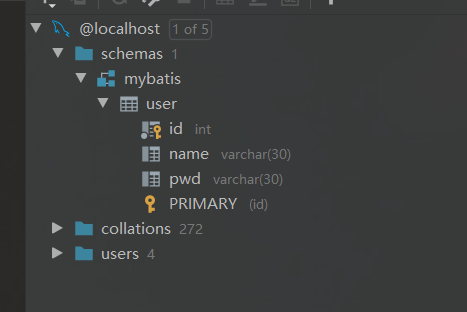 @localhost 1 of 5
schemas 1
mybatis
user
id int
name varchar(30)
pwd varchar(30)
PRIMARY (id)
collations 272
users 4